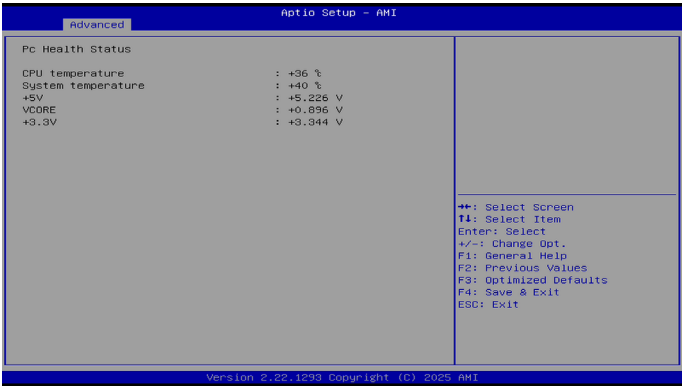 Aptio Setup - AMI
Advanced
Pc Health Status
CPU temperature : +36 ℃
System temperature : +40 ℃
+5V : +5.226 V
VCORE : +0.896 V
+3.3V : +3.344 V
→←: Select Screen
↑↓: Select Item
Enter: Select
+/-: Change Opt.
F1: General Help
F2: Previous Values
F3: Optimized Defaults
F4: Save & Exit
ESC: Exit
Version 2.22.1293 Copyright (C) 2025 AMI